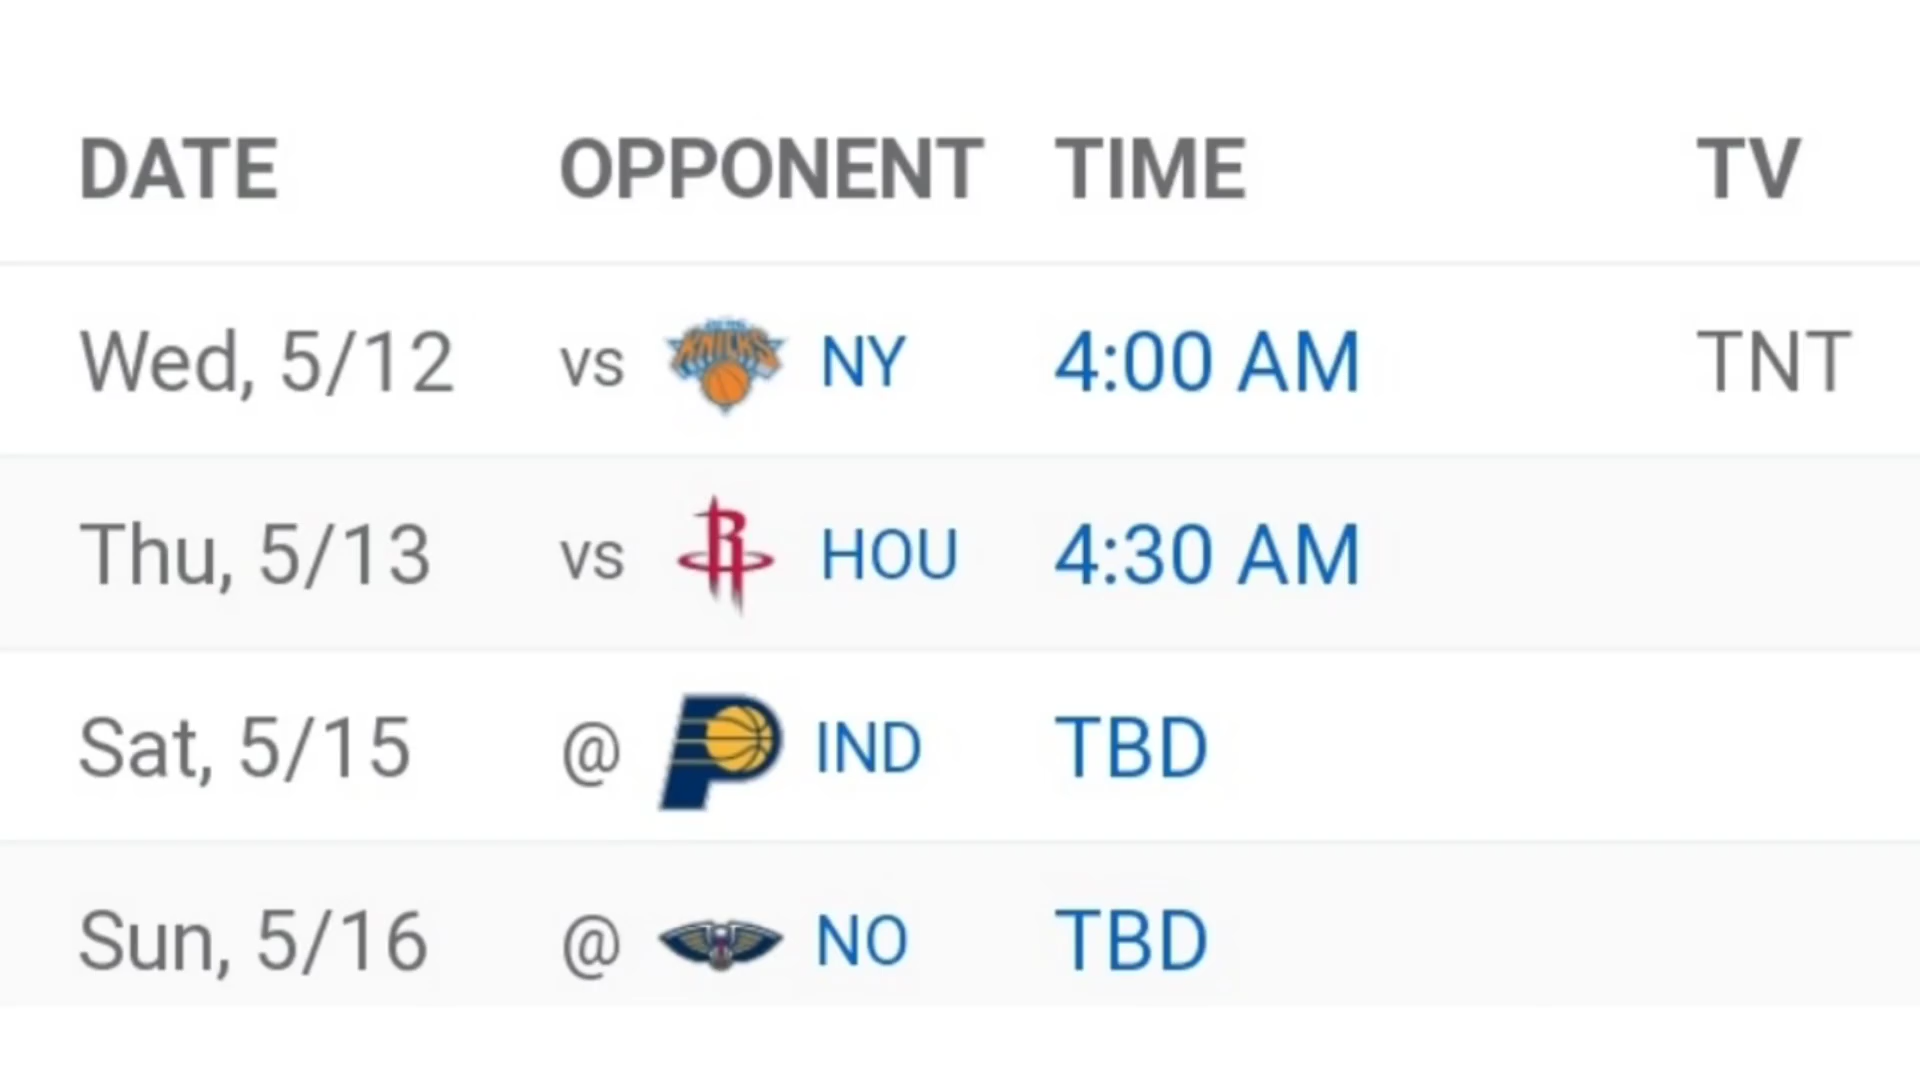 DATE OPPONENT TIME TV
Wed, 5/12 vs KNICKS NY 4:00 AM TNT
Thu, 5/13 vs R HOU 4:30 AM
Sat, 5/15 @ IND TBD
Sun, 5/16 @ NO TBD